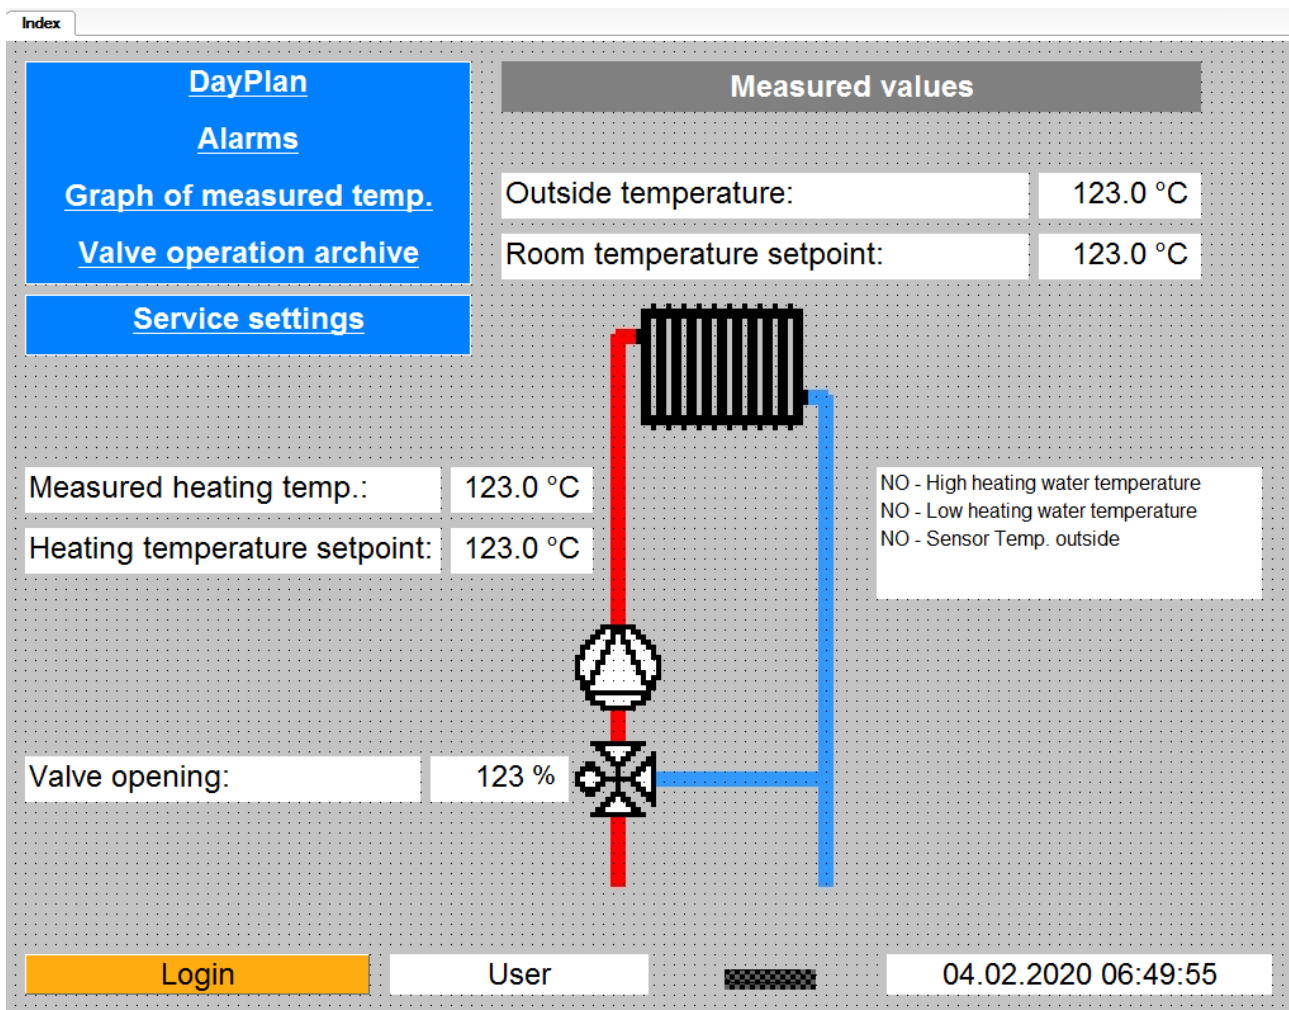 Index
DayPlan
Alarms
Graph of measured temp.
Valve operation archive
Service settings
Measured values
Outside temperature: 123.0 °C
Room temperature setpoint: 123.0 °C
Measured heating temp.: 123.0 °C
Heating temperature setpoint: 123.0 °C
NO - High heating water temperature
NO - Low heating water temperature
NO - Sensor Temp. outside
Valve opening: 123 %
Login User 04.02.2020 06:49:55